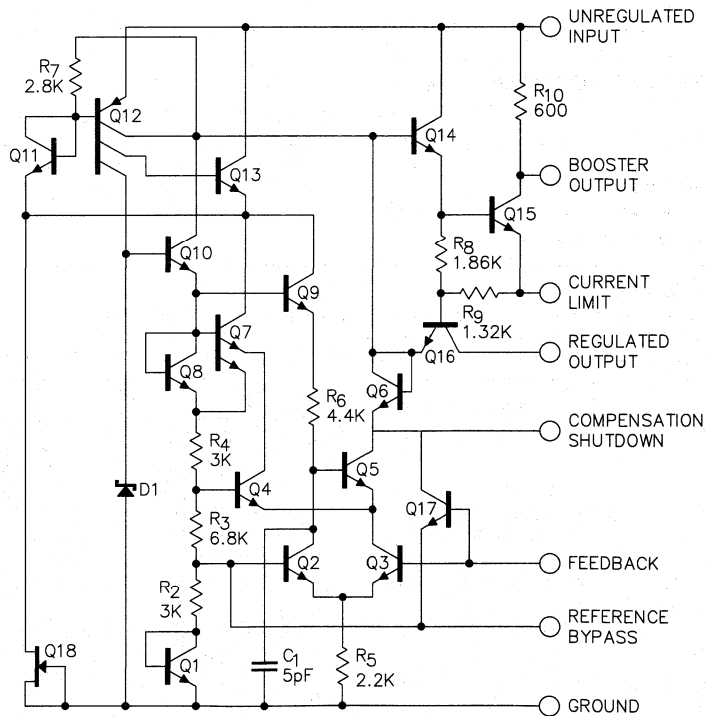 UNREGULATED
INPUT
R7
2.8K
Q12
R10
600
Q11
Q14
Q13
BOOSTER
OUTPUT
Q15
Q10
R8
1.86K
Q9
CURRENT
LIMIT
R9
1.32K
Q7
Q16
REGULATED
OUTPUT
Q8
Q6
R6
4.4K
COMPENSATION
SHUTDOWN
R4
3K
Q5
D1
Q4
Q17
R3
6.8K
Q2
Q3
FEEDBACK
R2
3K
REFERENCE
BYPASS
Q18
Q1
C1
5pF
R5
2.2K
GROUND